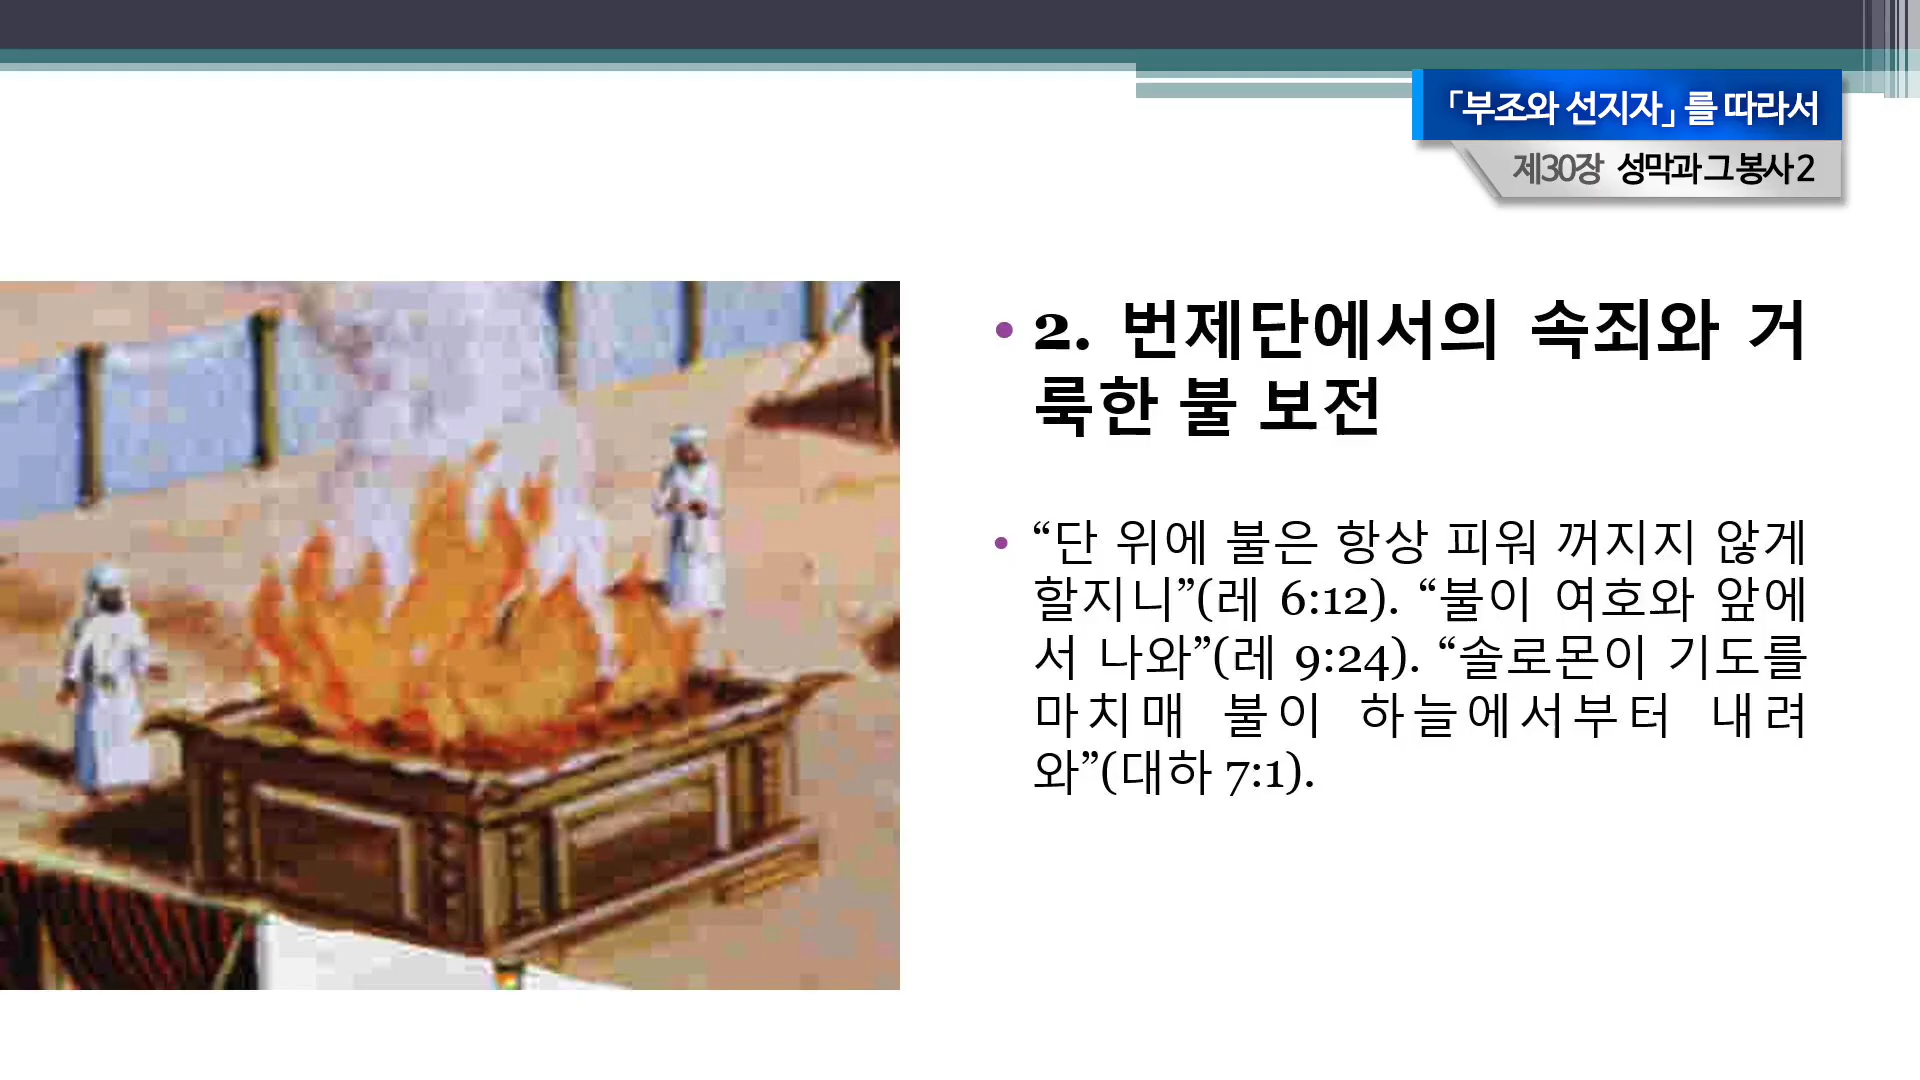 「부조와 선지자」를 따라서
제30장 성막과 그 봉사 2
• 2. 번제단에서의 속죄와 거
룩한 불 보전
• “단 위에 불은 항상 피워 꺼지지 않게
할지니”(레 6:12). “불이 여호와 앞에
서 나와”(레 9:24). “솔로몬이 기도를
마치매 불이 하늘에서부터 내려
와”(대하 7:1).